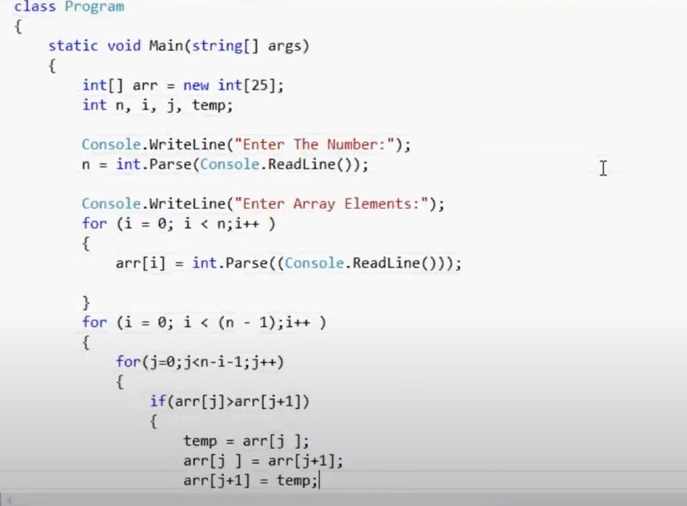 class Program
{
static void Main(string[] args)
{
int[] arr = new int[25];
int n, i, j, temp;
Console.WriteLine("Enter The Number:");
n = int.Parse(Console.ReadLine());
Console.WriteLine("Enter Array Elements:");
for (i = 0; i < n;i++ )
{
arr[i] = int.Parse((Console.ReadLine()));
}
for (i = 0; i < (n - 1);i++ )
{
for(j=0;j<n-i-1;j++)
{
if(arr[j]>arr[j+1])
{
temp = arr[j ];
arr[j ] = arr[j+1];
arr[j+1] = temp;